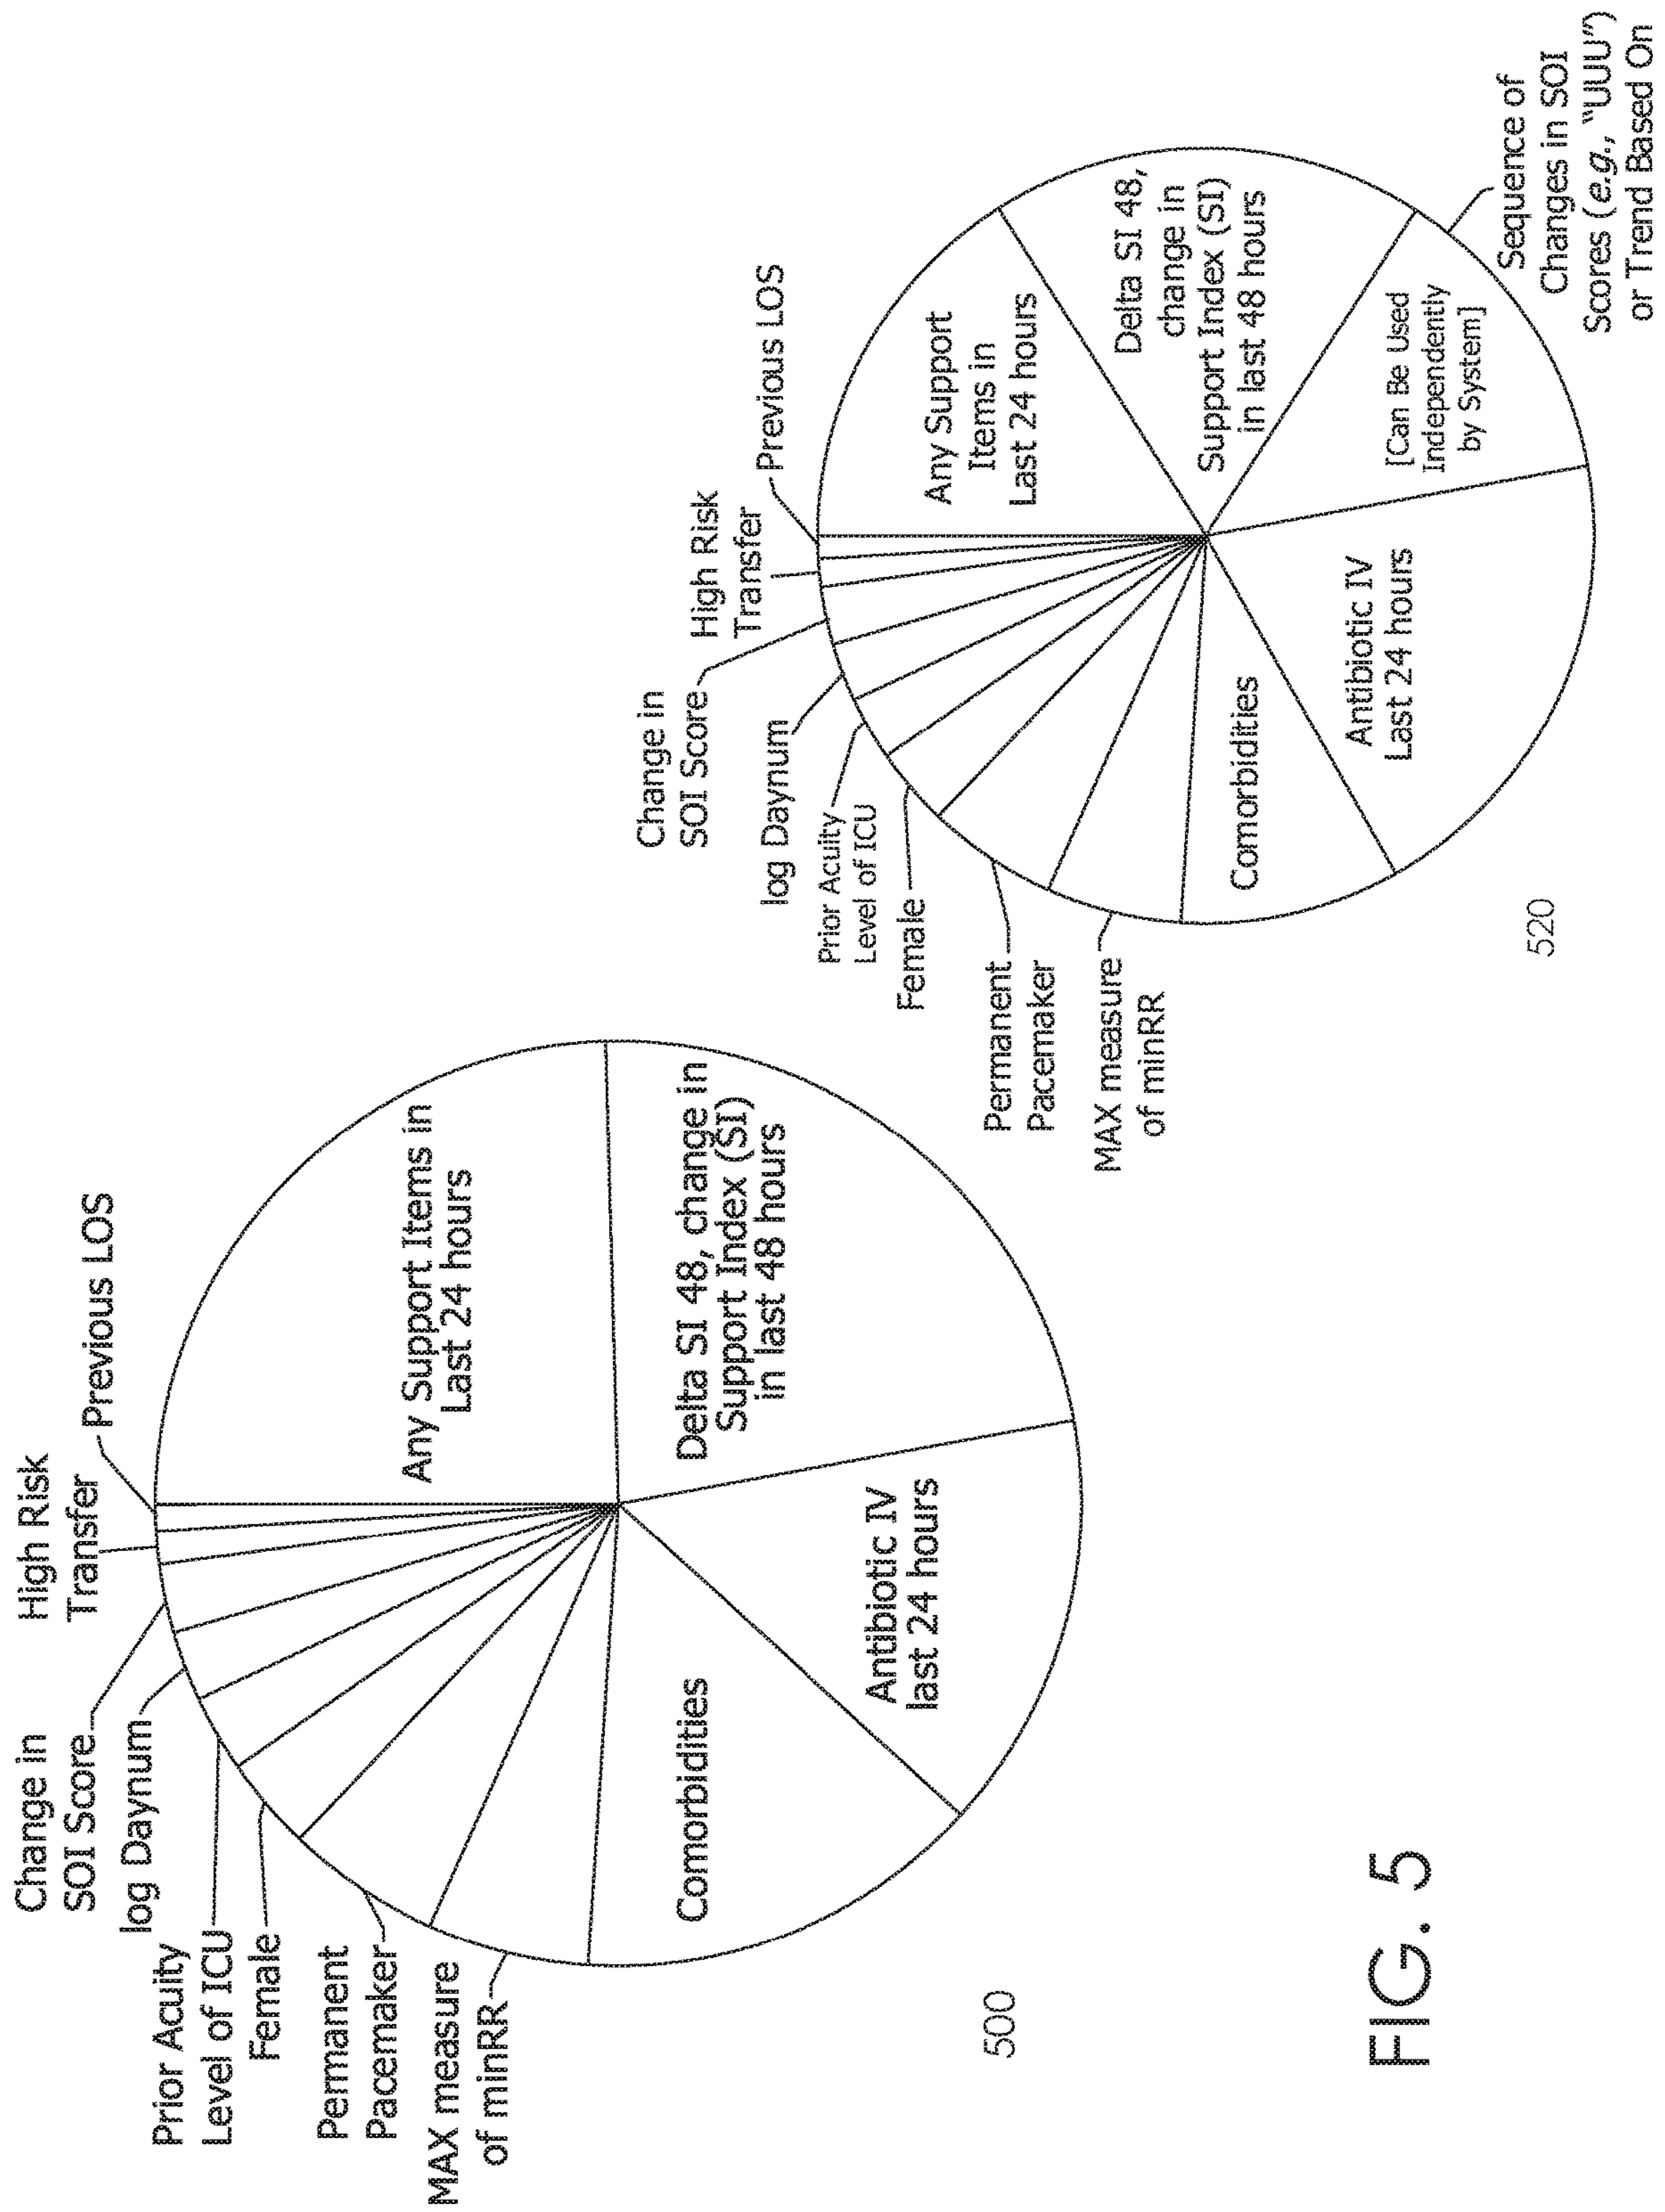 Change in
SOI Score
High Risk
Transfer
Previous LOS
log Daynum
Prior Acuity
Level of ICU
Female
Permanent
Pacemaker
MAX measure
of minRR
Any Support Items in
Last 24 hours
Delta SI 48, change in
Support Index (SI)
in last 48 hours
Antibiotic IV
last 24 hours
Comorbidities
500
Change in
SOI Score
High Risk
Transfer
Previous LOS
log Daynum
Prior Acuity
Level of ICU
Female
Permanent
Pacemaker
MAX measure
of minRR
Any Support
Items in
Last 24 hours
Delta SI 48,
change in
Support Index (SI)
in last 48 hours
[Can Be Used
Independently
by System]
Sequence of
Changes in SOI
Scores (e.g., “UUU”)
or Trend Based On
Antibiotic IV
Last 24 hours
Comorbidities
520
FIG. 5